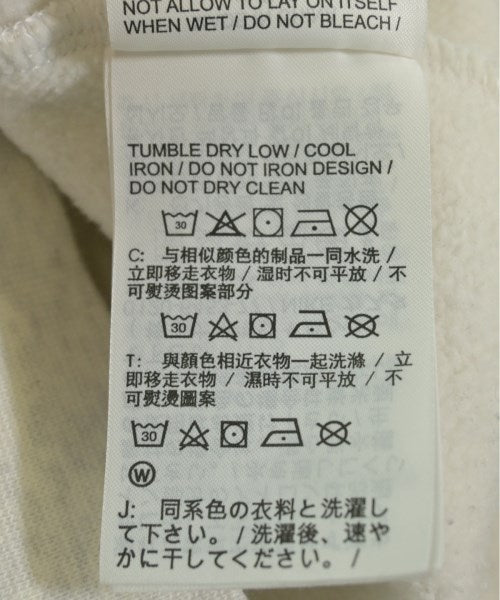 NOT ALLOW TO LAY ON ITSELF
WHEN WET / DO NOT BLEACH /
TUMBLE DRY LOW / COOL
IRON / DO NOT IRON DESIGN /
DO NOT DRY CLEAN
30
C: 与相似颜色的制品一同水洗 /
立即移走衣物 / 湿时不可平放 / 不
可熨烫图案部分
30
T: 與顏色相近衣物一起洗滌 / 立
即移走衣物 / 濕時不可平放 / 不
可熨燙圖案
30
W
J: 同系色の衣料と洗濯し
て下さい。/ 洗濯後、速や
かに干してください。/